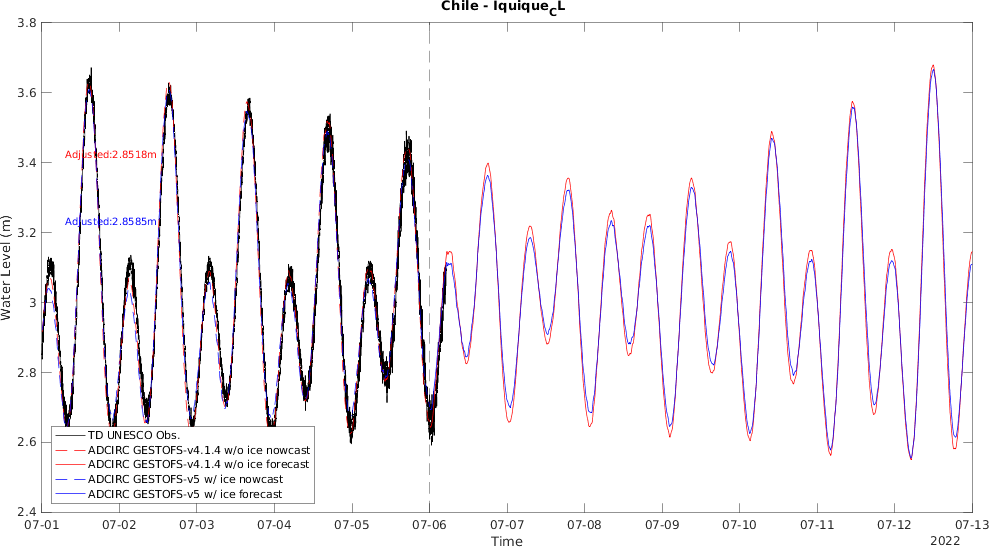 Chile - Iquique_CL
3.8
3.6
3.4
3.2
3
2.8
2.6
2.4
Water Level (m)
Adjusted:2.8518m
Adjusted:2.8585m
TD UNESCO Obs.
ADCIRC GESTOFS-v4.1.4 w/o ice nowcast
ADCIRC GESTOFS-v4.1.4 w/o ice forecast
ADCIRC GESTOFS-v5 w/ ice nowcast
ADCIRC GESTOFS-v5 w/ ice forecast
07-01 07-02 07-03 07-04 07-05 07-06 07-07 07-08 07-09 07-10 07-11 07-12 07-13
Time
2022